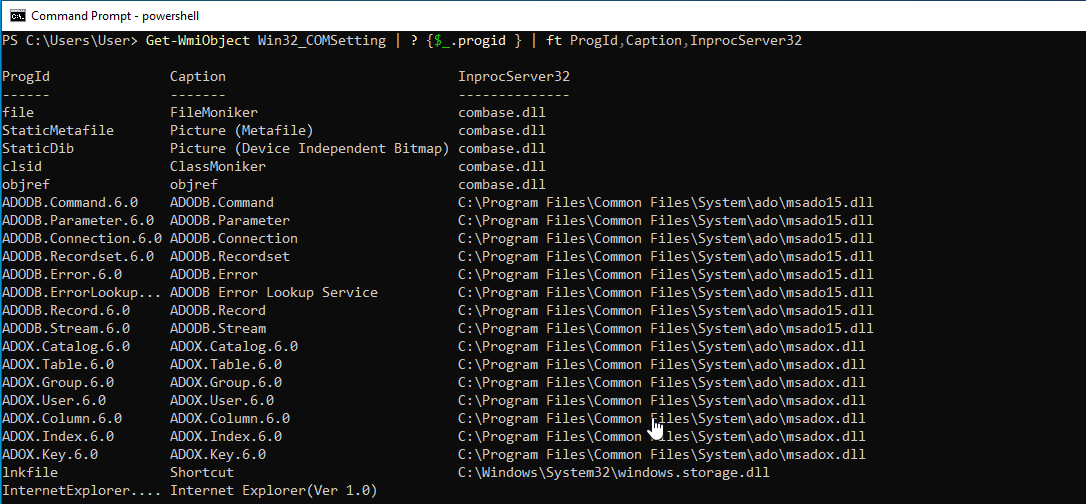 Command Prompt - powershell
PS C:\Users\User> Get-WmiObject Win32_COMSetting | ? {$_.progid } | ft ProgId,Caption,InprocServer32
ProgId Caption InprocServer32
------ ------- --------------
file FileMoniker combase.dll
StaticMetafile Picture (Metafile) combase.dll
StaticDib Picture (Device Independent Bitmap) combase.dll
clsid ClassMoniker combase.dll
objref objref combase.dll
ADODB.Command.6.0 ADODB.Command C:\Program Files\Common Files\System\ado\msado15.dll
ADODB.Parameter.6.0 ADODB.Parameter C:\Program Files\Common Files\System\ado\msado15.dll
ADODB.Connection.6.0 ADODB.Connection C:\Program Files\Common Files\System\ado\msado15.dll
ADODB.Recordset.6.0 ADODB.Recordset C:\Program Files\Common Files\System\ado\msado15.dll
ADODB.Error.6.0 ADODB.Error C:\Program Files\Common Files\System\ado\msado15.dll
ADODB.ErrorLookup... ADODB Error Lookup Service C:\Program Files\Common Files\System\ado\msado15.dll
ADODB.Record.6.0 ADODB.Record C:\Program Files\Common Files\System\ado\msado15.dll
ADODB.Stream.6.0 ADODB.Stream C:\Program Files\Common Files\System\ado\msado15.dll
ADOX.Catalog.6.0 ADOX.Catalog.6.0 C:\Program Files\Common Files\System\ado\msadox.dll
ADOX.Table.6.0 ADOX.Table.6.0 C:\Program Files\Common Files\System\ado\msadox.dll
ADOX.Group.6.0 ADOX.Group.6.0 C:\Program Files\Common Files\System\ado\msadox.dll
ADOX.User.6.0 ADOX.User.6.0 C:\Program Files\Common Files\System\ado\msadox.dll
ADOX.Column.6.0 ADOX.Column.6.0 C:\Program Files\Common Files\System\ado\msadox.dll
ADOX.Index.6.0 ADOX.Index.6.0 C:\Program Files\Common Files\System\ado\msadox.dll
ADOX.Key.6.0 ADOX.Key.6.0 C:\Program Files\Common Files\System\ado\msadox.dll
lnkfile Shortcut C:\Windows\System32\windows.storage.dll
InternetExplorer.... Internet Explorer(Ver 1.0)